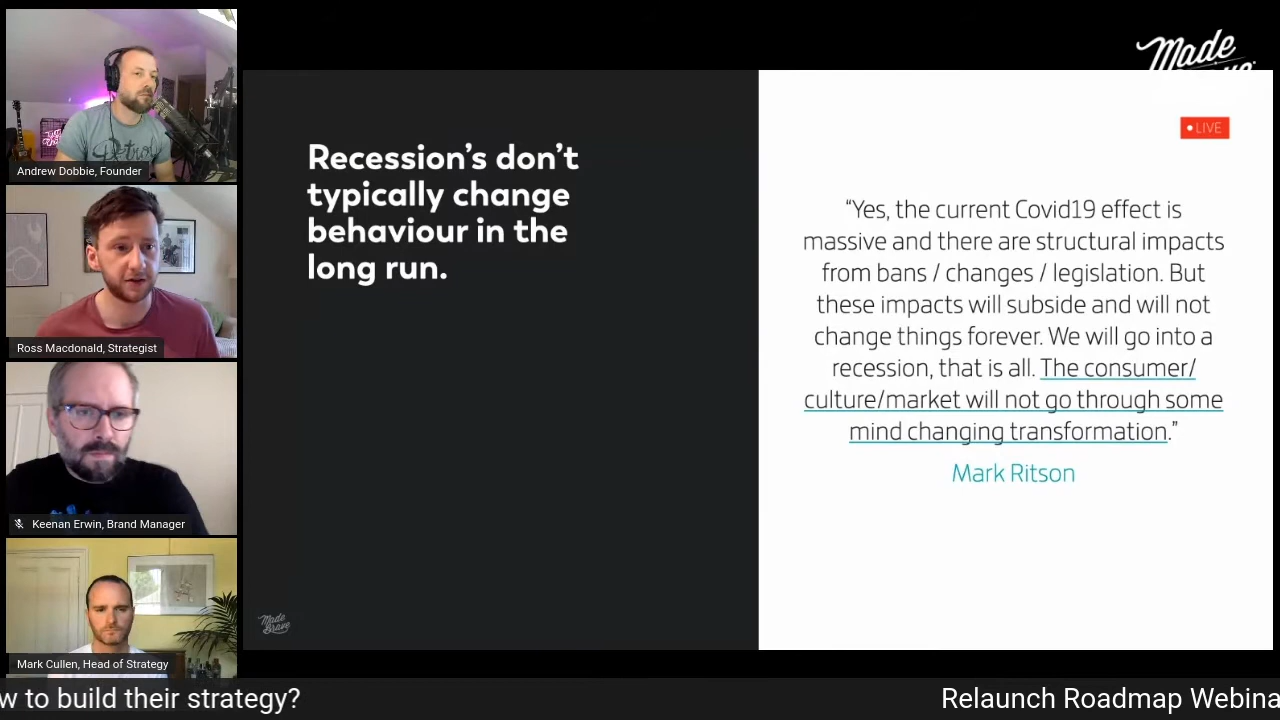 Andrew Dobbie, Founder
Ross Macdonald, Strategist
Keenan Erwin, Brand Manager
Mark Cullen, Head of Strategy
Recession’s don’t
typically change
behaviour in the
long run.
Made
Brave
Made
Brave
LIVE
“Yes, the current Covid19 effect is
massive and there are structural impacts
from bans / changes / legislation. But
these impacts will subside and will not
change things forever. We will go into a
recession, that is all. The consumer/
culture/market will not go through some
mind changing transformation.”
Mark Ritson
w to build their strategy?
Relaunch Roadmap Webina